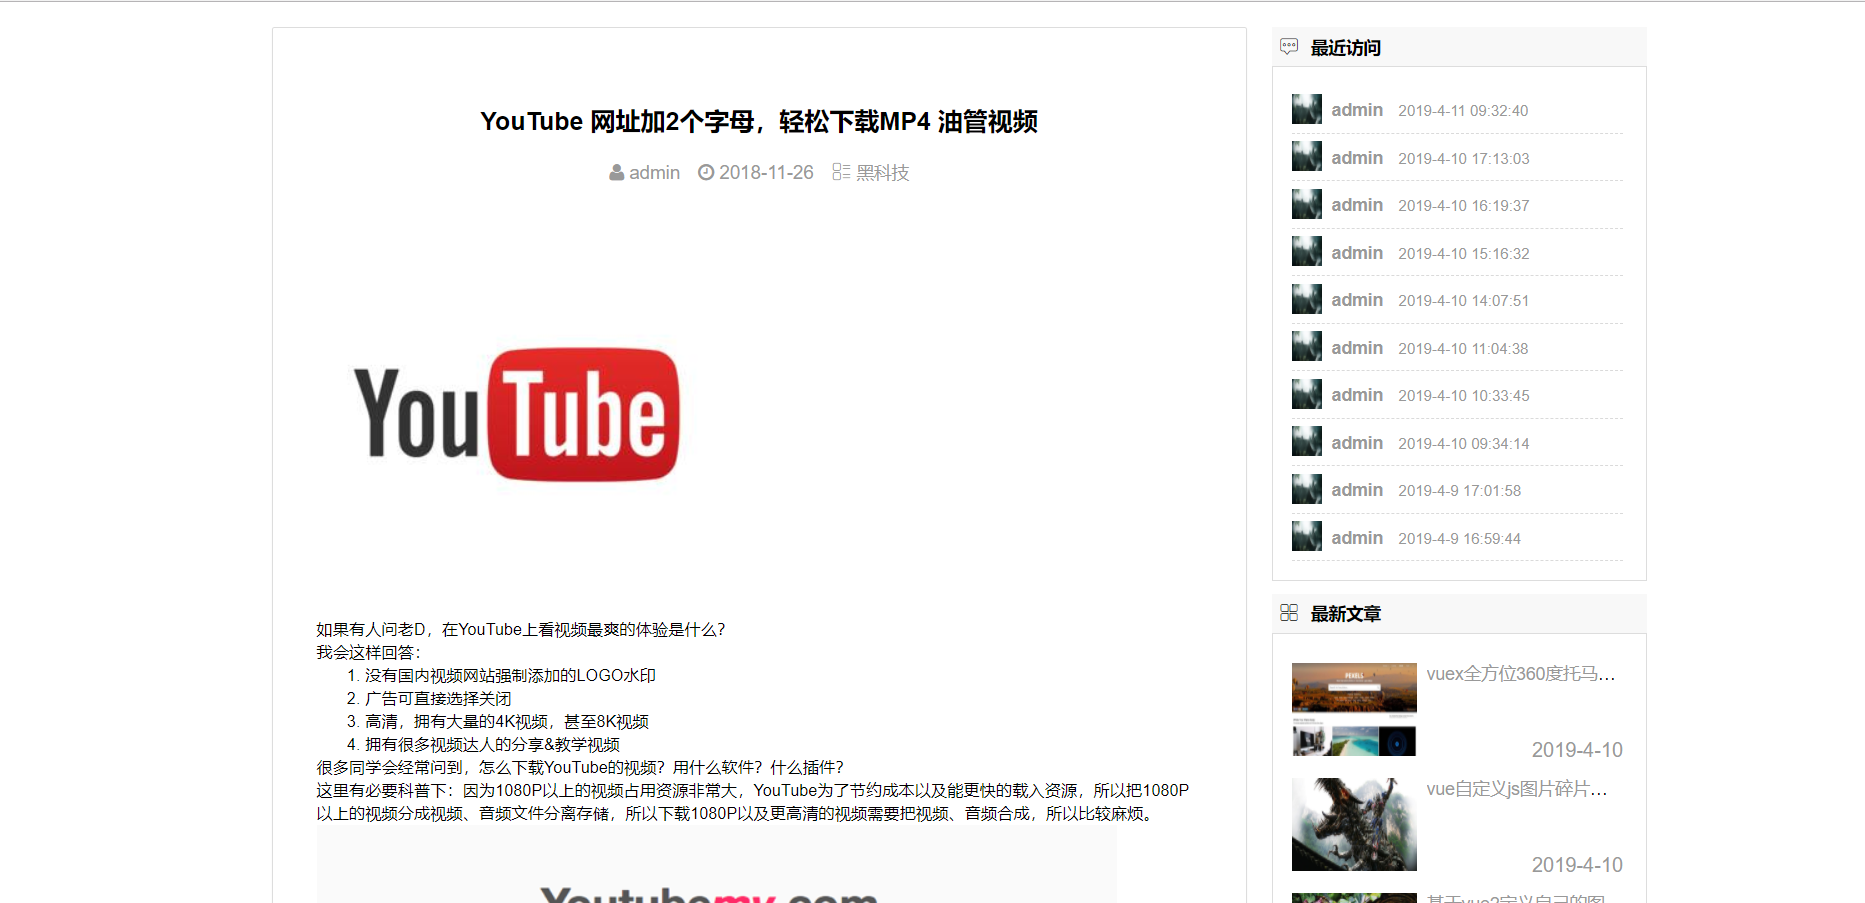 YouTube 网址加2个字母，轻松下载MP4 油管视频
admin 2018-11-26 黑科技
YouTube
如果有人问老D，在YouTube上看视频最爽的体验是什么？
我会这样回答：
1. 没有国内视频网站强制添加的LOGO水印
2. 广告可直接选择关闭
3. 高清，拥有大量的4K视频，甚至8K视频
4. 拥有很多视频达人的分享&教学视频
很多同学会经常问到，怎么下载YouTube的视频？用什么软件？什么插件？
这里有必要科普下：因为1080P以上的视频占用资源非常大，YouTube为了节约成本以及能更快的载入资源，所以把1080P
以上的视频分成视频、音频文件分离存储，所以下载1080P以及更高清的视频需要把视频、音频合成，所以比较麻烦。
Youtubemy.com
最近访问
admin 2019-4-11 09:32:40
admin 2019-4-10 17:13:03
admin 2019-4-10 16:19:37
admin 2019-4-10 15:16:32
admin 2019-4-10 14:07:51
admin 2019-4-10 11:04:38
admin 2019-4-10 10:33:45
admin 2019-4-10 09:34:14
admin 2019-4-9 17:01:58
admin 2019-4-9 16:59:44
最新文章
vuex全方位360度托马…
PEXELS
2019-4-10
vue自定义js图片碎片…
2019-4-10
基于vue2定义自己的图